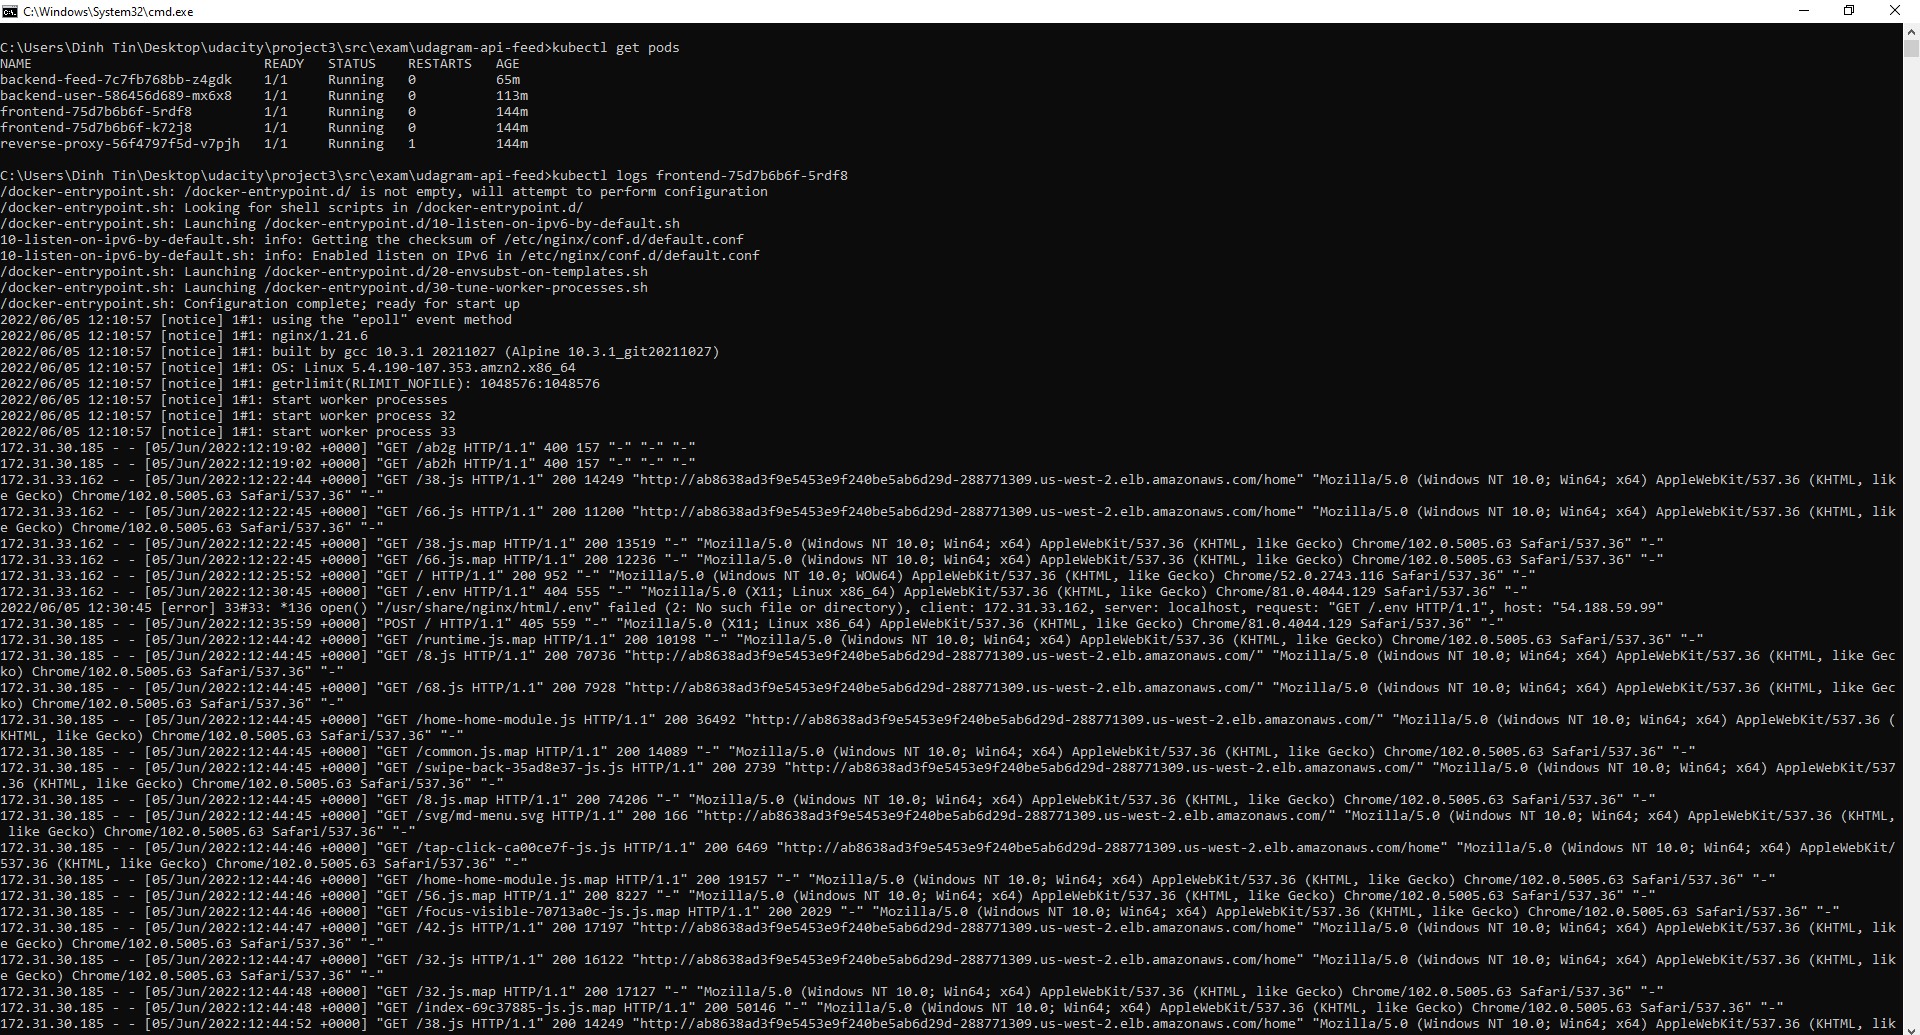 C:\Windows\System32\cmd.exe
C:\Users\Dinh Tin\Desktop\udacity\project3\src\exam\udagram-api-feed>kubectl get pods
NAME                             READY   STATUS    RESTARTS   AGE
backend-feed-7c7fb768bb-z4gdk    1/1     Running   0          65m
backend-user-586456d689-mx6x8    1/1     Running   0          113m
frontend-75d7b6b6f-5rdf8         1/1     Running   0          144m
frontend-75d7b6b6f-k72j8         1/1     Running   0          144m
reverse-proxy-56f4797f5d-v7pjh   1/1     Running   1          144m
C:\Users\Dinh Tin\Desktop\udacity\project3\src\exam\udagram-api-feed>kubectl logs frontend-75d7b6b6f-5rdf8
/docker-entrypoint.sh: /docker-entrypoint.d/ is not empty, will attempt to perform configuration
/docker-entrypoint.sh: Looking for shell scripts in /docker-entrypoint.d/
/docker-entrypoint.sh: Launching /docker-entrypoint.d/10-listen-on-ipv6-by-default.sh
10-listen-on-ipv6-by-default.sh: info: Getting the checksum of /etc/nginx/conf.d/default.conf
10-listen-on-ipv6-by-default.sh: info: Enabled listen on IPv6 in /etc/nginx/conf.d/default.conf
/docker-entrypoint.sh: Launching /docker-entrypoint.d/20-envsubst-on-templates.sh
/docker-entrypoint.sh: Launching /docker-entrypoint.d/30-tune-worker-processes.sh
/docker-entrypoint.sh: Configuration complete; ready for start up
2022/06/05 12:10:57 [notice] 1#1: using the "epoll" event method
2022/06/05 12:10:57 [notice] 1#1: nginx/1.21.6
2022/06/05 12:10:57 [notice] 1#1: built by gcc 10.3.1 20211027 (Alpine 10.3.1_git20211027)
2022/06/05 12:10:57 [notice] 1#1: OS: Linux 5.4.190-107.353.amzn2.x86_64
2022/06/05 12:10:57 [notice] 1#1: getrlimit(RLIMIT_NOFILE): 1048576:1048576
2022/06/05 12:10:57 [notice] 1#1: start worker processes
2022/06/05 12:10:57 [notice] 1#1: start worker process 32
2022/06/05 12:10:57 [notice] 1#1: start worker process 33
172.31.30.185 - - [05/Jun/2022:12:19:02 +0000] "GET /ab2g HTTP/1.1" 400 157 "-" "-" "-"
172.31.30.185 - - [05/Jun/2022:12:19:02 +0000] "GET /ab2h HTTP/1.1" 400 157 "-" "-" "-"
172.31.33.162 - - [05/Jun/2022:12:22:44 +0000] "GET /38.js HTTP/1.1" 200 14249 "http://ab8638ad3f9e5453e9f240be5ab6d29d-288771309.us-west-2.elb.amazonaws.com/home" "Mozilla/5.0 (Windows NT 10.0; Win64; x64) AppleWebKit/537.36 (KHTML, lik
e Gecko) Chrome/102.0.5005.63 Safari/537.36" "-"
172.31.33.162 - - [05/Jun/2022:12:22:45 +0000] "GET /66.js HTTP/1.1" 200 11200 "http://ab8638ad3f9e5453e9f240be5ab6d29d-288771309.us-west-2.elb.amazonaws.com/home" "Mozilla/5.0 (Windows NT 10.0; Win64; x64) AppleWebKit/537.36 (KHTML, lik
e Gecko) Chrome/102.0.5005.63 Safari/537.36" "-"
172.31.33.162 - - [05/Jun/2022:12:22:45 +0000] "GET /38.js.map HTTP/1.1" 200 13519 "-" "Mozilla/5.0 (Windows NT 10.0; Win64; x64) AppleWebKit/537.36 (KHTML, like Gecko) Chrome/102.0.5005.63 Safari/537.36" "-"
172.31.33.162 - - [05/Jun/2022:12:22:45 +0000] "GET /66.js.map HTTP/1.1" 200 12236 "-" "Mozilla/5.0 (Windows NT 10.0; Win64; x64) AppleWebKit/537.36 (KHTML, like Gecko) Chrome/102.0.5005.63 Safari/537.36" "-"
172.31.33.162 - - [05/Jun/2022:12:25:52 +0000] "GET / HTTP/1.1" 200 952 "-" "Mozilla/5.0 (Windows NT 10.0; WOW64) AppleWebKit/537.36 (KHTML, like Gecko) Chrome/52.0.2743.116 Safari/537.36" "-"
172.31.33.162 - - [05/Jun/2022:12:30:45 +0000] "GET /.env HTTP/1.1" 404 555 "-" "Mozilla/5.0 (X11; Linux x86_64) AppleWebKit/537.36 (KHTML, like Gecko) Chrome/81.0.4044.129 Safari/537.36" "-"
2022/06/05 12:30:45 [error] 33#33: *136 open() "/usr/share/nginx/html/.env" failed (2: No such file or directory), client: 172.31.33.162, server: localhost, request: "GET /.env HTTP/1.1", host: "54.188.59.99"
172.31.33.162 - - [05/Jun/2022:12:35:59 +0000] "POST / HTTP/1.1" 405 559 "-" "Mozilla/5.0 (X11; Linux x86_64) AppleWebKit/537.36 (KHTML, like Gecko) Chrome/81.0.4044.129 Safari/537.36" "-"
172.31.30.185 - - [05/Jun/2022:12:44:42 +0000] "GET /runtime.js.map HTTP/1.1" 200 10198 "-" "Mozilla/5.0 (Windows NT 10.0; Win64; x64) AppleWebKit/537.36 (KHTML, like Gecko) Chrome/102.0.5005.63 Safari/537.36" "-"
172.31.30.185 - - [05/Jun/2022:12:44:45 +0000] "GET /8.js HTTP/1.1" 200 70736 "http://ab8638ad3f9e5453e9f240be5ab6d29d-288771309.us-west-2.elb.amazonaws.com/" "Mozilla/5.0 (Windows NT 10.0; Win64; x64) AppleWebKit/537.36 (KHTML, like Gec
ko) Chrome/102.0.5005.63 Safari/537.36" "-"
172.31.30.185 - - [05/Jun/2022:12:44:45 +0000] "GET /68.js HTTP/1.1" 200 7928 "http://ab8638ad3f9e5453e9f240be5ab6d29d-288771309.us-west-2.elb.amazonaws.com/" "Mozilla/5.0 (Windows NT 10.0; Win64; x64) AppleWebKit/537.36 (KHTML, like Gec
ko) Chrome/102.0.5005.63 Safari/537.36" "-"
172.31.30.185 - - [05/Jun/2022:12:44:45 +0000] "GET /home-home-module.js HTTP/1.1" 200 36492 "http://ab8638ad3f9e5453e9f240be5ab6d29d-288771309.us-west-2.elb.amazonaws.com/" "Mozilla/5.0 (Windows NT 10.0; Win64; x64) AppleWebKit/537.36 (
KHTML, like Gecko) Chrome/102.0.5005.63 Safari/537.36" "-"
172.31.30.185 - - [05/Jun/2022:12:44:45 +0000] "GET /common.js.map HTTP/1.1" 200 14089 "-" "Mozilla/5.0 (Windows NT 10.0; Win64; x64) AppleWebKit/537.36 (KHTML, like Gecko) Chrome/102.0.5005.63 Safari/537.36" "-"
172.31.30.185 - - [05/Jun/2022:12:44:45 +0000] "GET /swipe-back-35ad8e37-js.js HTTP/1.1" 200 2739 "http://ab8638ad3f9e5453e9f240be5ab6d29d-288771309.us-west-2.elb.amazonaws.com/" "Mozilla/5.0 (Windows NT 10.0; Win64; x64) AppleWebKit/537
.36 (KHTML, like Gecko) Chrome/102.0.5005.63 Safari/537.36" "-"
172.31.30.185 - - [05/Jun/2022:12:44:45 +0000] "GET /8.js.map HTTP/1.1" 200 74206 "-" "Mozilla/5.0 (Windows NT 10.0; Win64; x64) AppleWebKit/537.36 (KHTML, like Gecko) Chrome/102.0.5005.63 Safari/537.36" "-"
172.31.30.185 - - [05/Jun/2022:12:44:45 +0000] "GET /svg/md-menu.svg HTTP/1.1" 200 166 "http://ab8638ad3f9e5453e9f240be5ab6d29d-288771309.us-west-2.elb.amazonaws.com/" "Mozilla/5.0 (Windows NT 10.0; Win64; x64) AppleWebKit/537.36 (KHTML,
 like Gecko) Chrome/102.0.5005.63 Safari/537.36" "-"
172.31.30.185 - - [05/Jun/2022:12:44:46 +0000] "GET /tap-click-ca00ce7f-js.js HTTP/1.1" 200 6469 "http://ab8638ad3f9e5453e9f240be5ab6d29d-288771309.us-west-2.elb.amazonaws.com/home" "Mozilla/5.0 (Windows NT 10.0; Win64; x64) AppleWebKit/
537.36 (KHTML, like Gecko) Chrome/102.0.5005.63 Safari/537.36" "-"
172.31.30.185 - - [05/Jun/2022:12:44:46 +0000] "GET /home-home-module.js.map HTTP/1.1" 200 19157 "-" "Mozilla/5.0 (Windows NT 10.0; Win64; x64) AppleWebKit/537.36 (KHTML, like Gecko) Chrome/102.0.5005.63 Safari/537.36" "-"
172.31.30.185 - - [05/Jun/2022:12:44:46 +0000] "GET /56.js.map HTTP/1.1" 200 8227 "-" "Mozilla/5.0 (Windows NT 10.0; Win64; x64) AppleWebKit/537.36 (KHTML, like Gecko) Chrome/102.0.5005.63 Safari/537.36" "-"
172.31.30.185 - - [05/Jun/2022:12:44:46 +0000] "GET /focus-visible-70713a0c-js.js.map HTTP/1.1" 200 2029 "-" "Mozilla/5.0 (Windows NT 10.0; Win64; x64) AppleWebKit/537.36 (KHTML, like Gecko) Chrome/102.0.5005.63 Safari/537.36" "-"
172.31.30.185 - - [05/Jun/2022:12:44:47 +0000] "GET /42.js HTTP/1.1" 200 17197 "http://ab8638ad3f9e5453e9f240be5ab6d29d-288771309.us-west-2.elb.amazonaws.com/home" "Mozilla/5.0 (Windows NT 10.0; Win64; x64) AppleWebKit/537.36 (KHTML, lik
e Gecko) Chrome/102.0.5005.63 Safari/537.36" "-"
172.31.30.185 - - [05/Jun/2022:12:44:47 +0000] "GET /32.js HTTP/1.1" 200 16122 "http://ab8638ad3f9e5453e9f240be5ab6d29d-288771309.us-west-2.elb.amazonaws.com/home" "Mozilla/5.0 (Windows NT 10.0; Win64; x64) AppleWebKit/537.36 (KHTML, lik
e Gecko) Chrome/102.0.5005.63 Safari/537.36" "-"
172.31.30.185 - - [05/Jun/2022:12:44:48 +0000] "GET /32.js.map HTTP/1.1" 200 17127 "-" "Mozilla/5.0 (Windows NT 10.0; Win64; x64) AppleWebKit/537.36 (KHTML, like Gecko) Chrome/102.0.5005.63 Safari/537.36" "-"
172.31.30.185 - - [05/Jun/2022:12:44:48 +0000] "GET /index-69c37885-js.js.map HTTP/1.1" 200 50146 "-" "Mozilla/5.0 (Windows NT 10.0; Win64; x64) AppleWebKit/537.36 (KHTML, like Gecko) Chrome/102.0.5005.63 Safari/537.36" "-"
172.31.30.185 - - [05/Jun/2022:12:44:52 +0000] "GET /38.js HTTP/1.1" 200 14249 "http://ab8638ad3f9e5453e9f240be5ab6d29d-288771309.us-west-2.elb.amazonaws.com/home" "Mozilla/5.0 (Windows NT 10.0; Win64; x64) AppleWebKit/537.36 (KHTML, lik